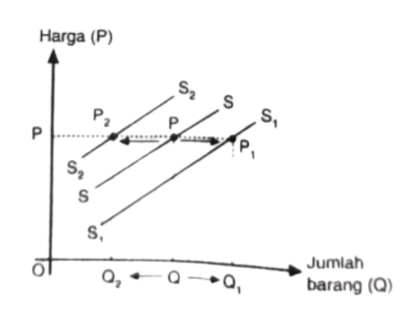 Harga (P)
S₂
S
S₁
P₂
P
P
P₁
S₂
S
S₁
O
Q₂
Q
Q₁
Jumlah
barang (Q)